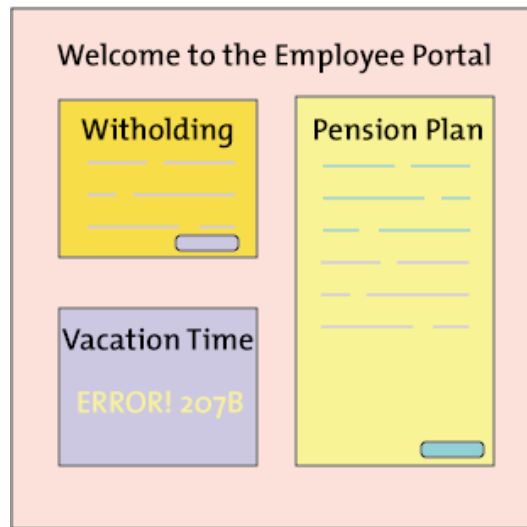 Welcome to the Employee Portal
Witholding
Pension Plan
Vacation Time
ERROR! 207B